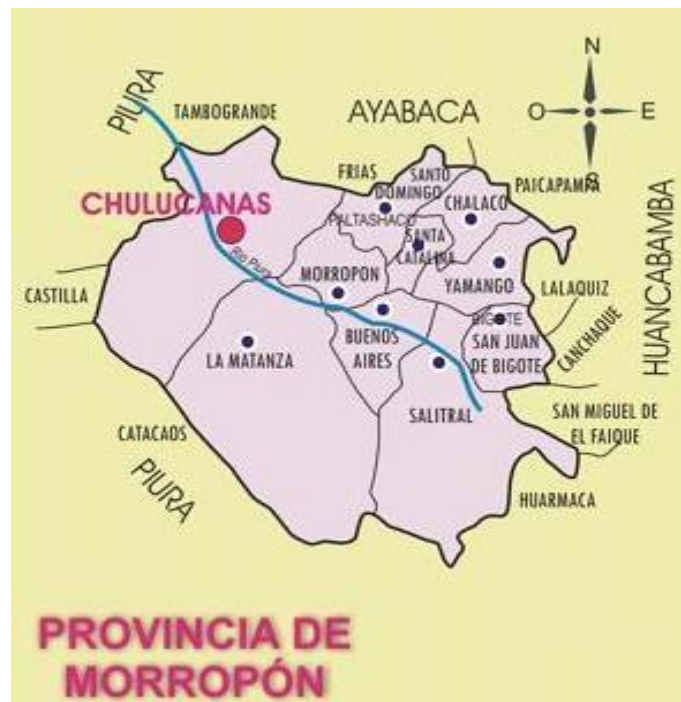 N
PIURA
TAMBOGRANDE
AYABACA
O
E
S
FRIAS
SANTO
DOMINGO
PAICAPAMPA
CHALACO
HUANCABAMBA
CHULUCANAS
PALTASHACO
SANTA
CATALINA
Rio Piura
MORROPON
YAMANGO
LALAQUIZ
CASTILLA
BIGOTE
CANCHAQUE
BUENOS
AIRES
SAN JUAN
DE BIGOTE
LA MATANZA
SALITRAL
SAN MIGUEL DE
EL FAIQUE
CATACAOS
PIURA
HUARMACA
PROVINCIA DE
MORROPÓN